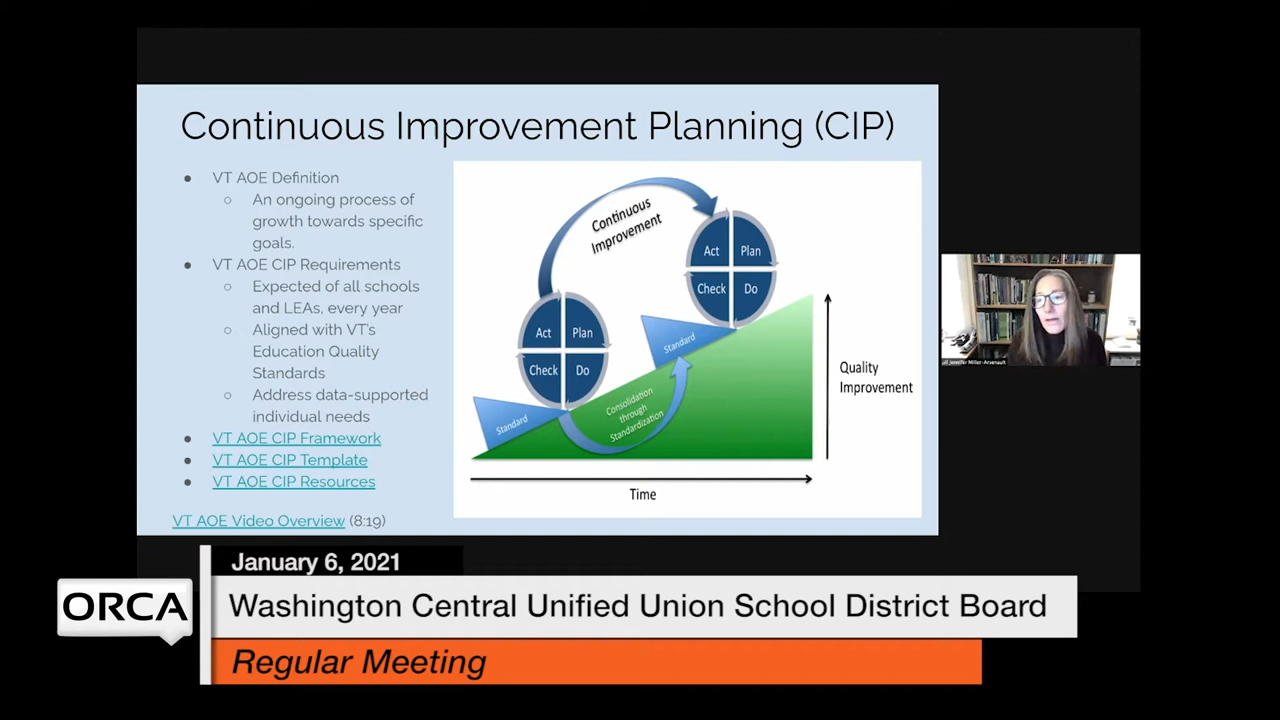 Continuous Improvement Planning (CIP)
● VT AOE Definition
○ An ongoing process of
growth towards specific
goals.
● VT AOE CIP Requirements
○ Expected of all schools
and LEAs, every year
○ Aligned with VT's
Education Quality
Standards
○ Address data-supported
individual needs
● VT AOE CIP Framework
● VT AOE CIP Template
● VT AOE CIP Resources
VT AOE Video Overview (8:19)
Continuous
Improvement
Act
Plan
Check
Do
Act
Plan
Check
Do
Standard
Standard
Consolidation
through
Standardization
Quality
Improvement
Time
Jennifer Miller-Arsenault
January 6, 2021
ORCA
Washington Central Unified Union School District Board
Regular Meeting